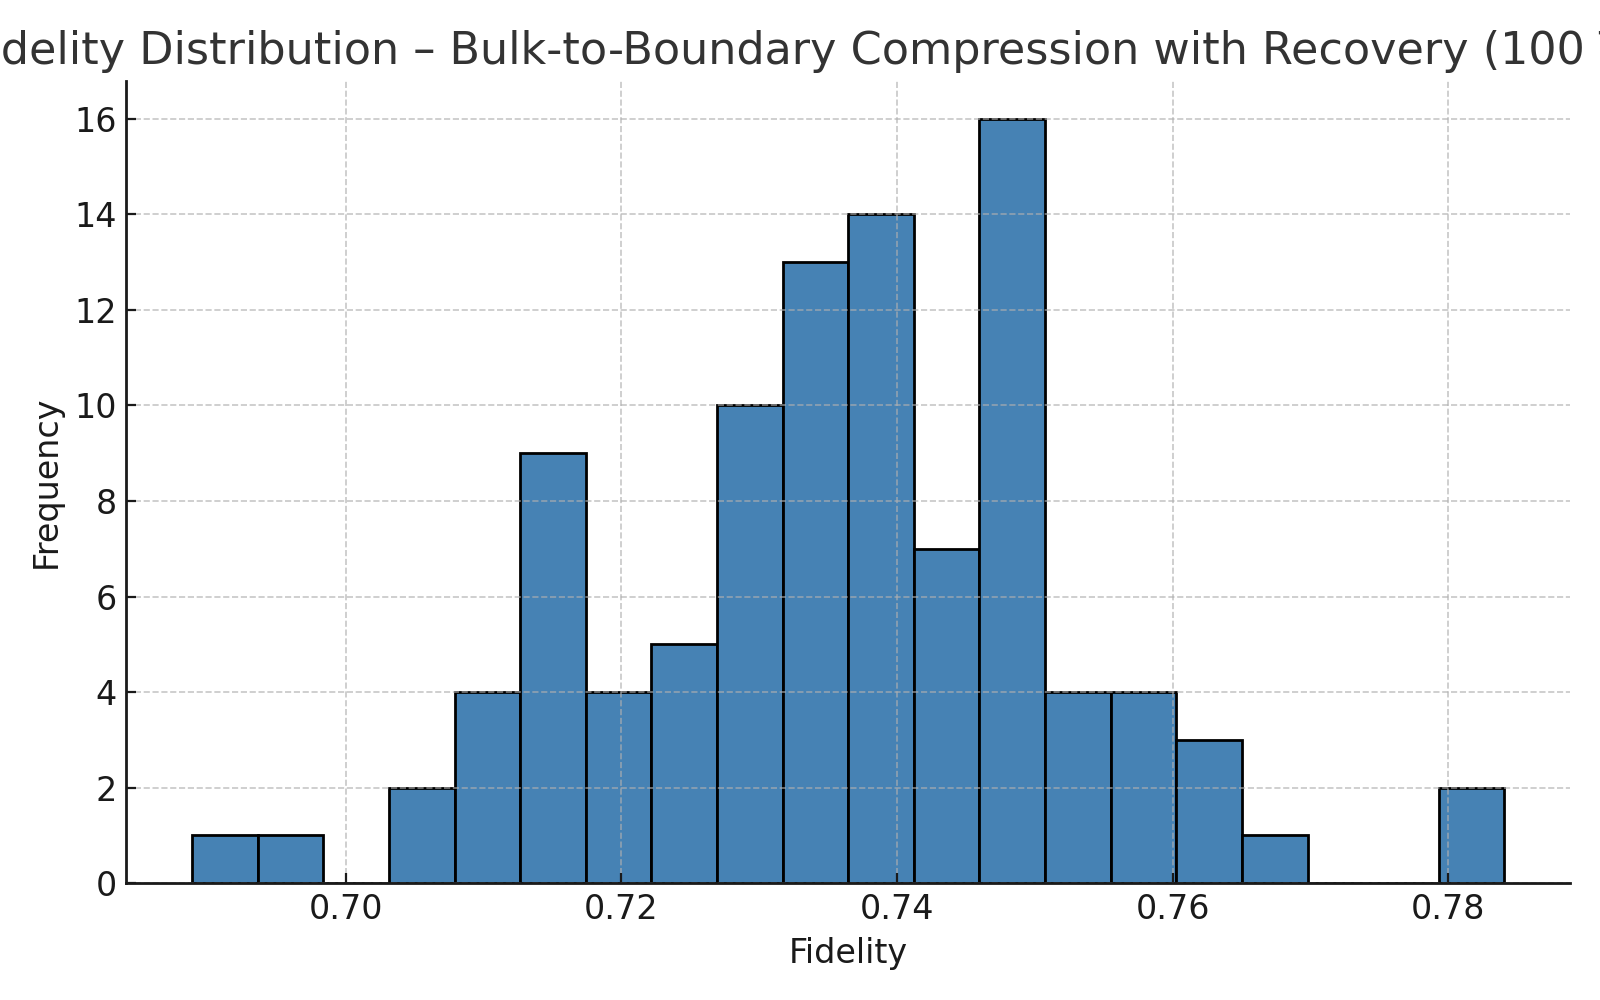 delity Distribution – Bulk-to-Boundary Compression with Recovery (100
16
14
12
10
8
6
4
2
0
Frequency
0.70 0.72 0.74 0.76 0.78
Fidelity